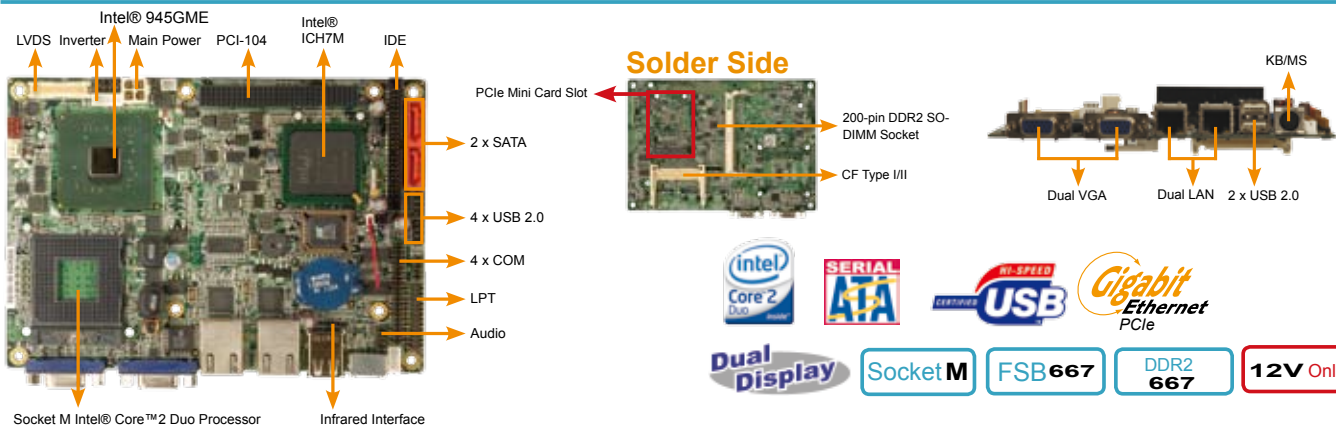 Intel® 945GME
LVDS
Inverter
Main Power
PCI-104
Intel®
ICH7M
IDE
2 x SATA
4 x USB 2.0
4 x COM
LPT
Audio
Socket M Intel® Core™2 Duo Processor
Infrared Interface
Solder Side
PCIe Mini Card Slot
200-pin DDR2 SO-
DIMM Socket
CF Type I/II
KB/MS
Dual VGA
Dual LAN
2 x USB 2.0
intel
Core™2
Duo
inside™
SERIAL
ATA
HI-SPEED
CERTIFIED
USB
Gigabit
Ethernet
PCIe
Dual
Display
Socket M
FSB 667
DDR2
667
12V Onl